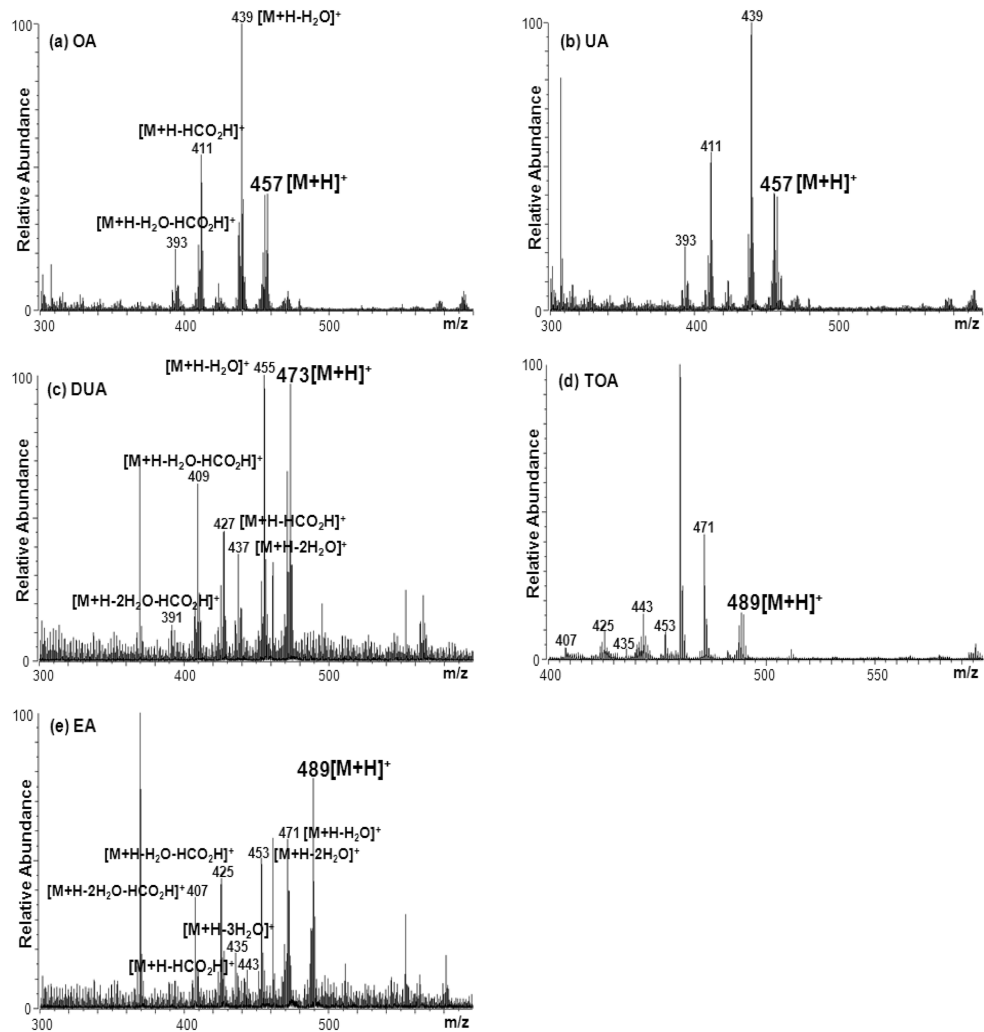 (a) OA
100
439 [M+H-H₂O]⁺
[M+H-HCO₂H]⁺
411
457 [M+H]⁺
[M+H-H₂O-HCO₂H]⁺
393
Relative Abundance
0
300
400
500
m/z
(b) UA
100
439
411
457 [M+H]⁺
393
Relative Abundance
0
300
400
500
m/z
(c) DUA
100
[M+H-H₂O]⁺ 455 473[M+H]⁺
[M+H-H₂O-HCO₂H]⁺
409
427 [M+H-HCO₂H]⁺
437 [M+H-2H₂O]⁺
[M+H-2H₂O-HCO₂H]⁺
391
Relative Abundance
0
300
400
500
m/z
(d) TOA
100
471
489[M+H]⁺
443
425
453
407
435
Relative Abundance
0
400
500
550
m/z
(e) EA
100
489[M+H]⁺
471 [M+H-H₂O]⁺
[M+H-H₂O-HCO₂H]⁺ 453 [M+H-2H₂O]⁺
425
[M+H-2H₂O-HCO₂H]⁺ 407
[M+H-3H₂O]⁺
435
[M+H-HCO₂H]⁺ 443
Relative Abundance
0
300
400
500
m/z